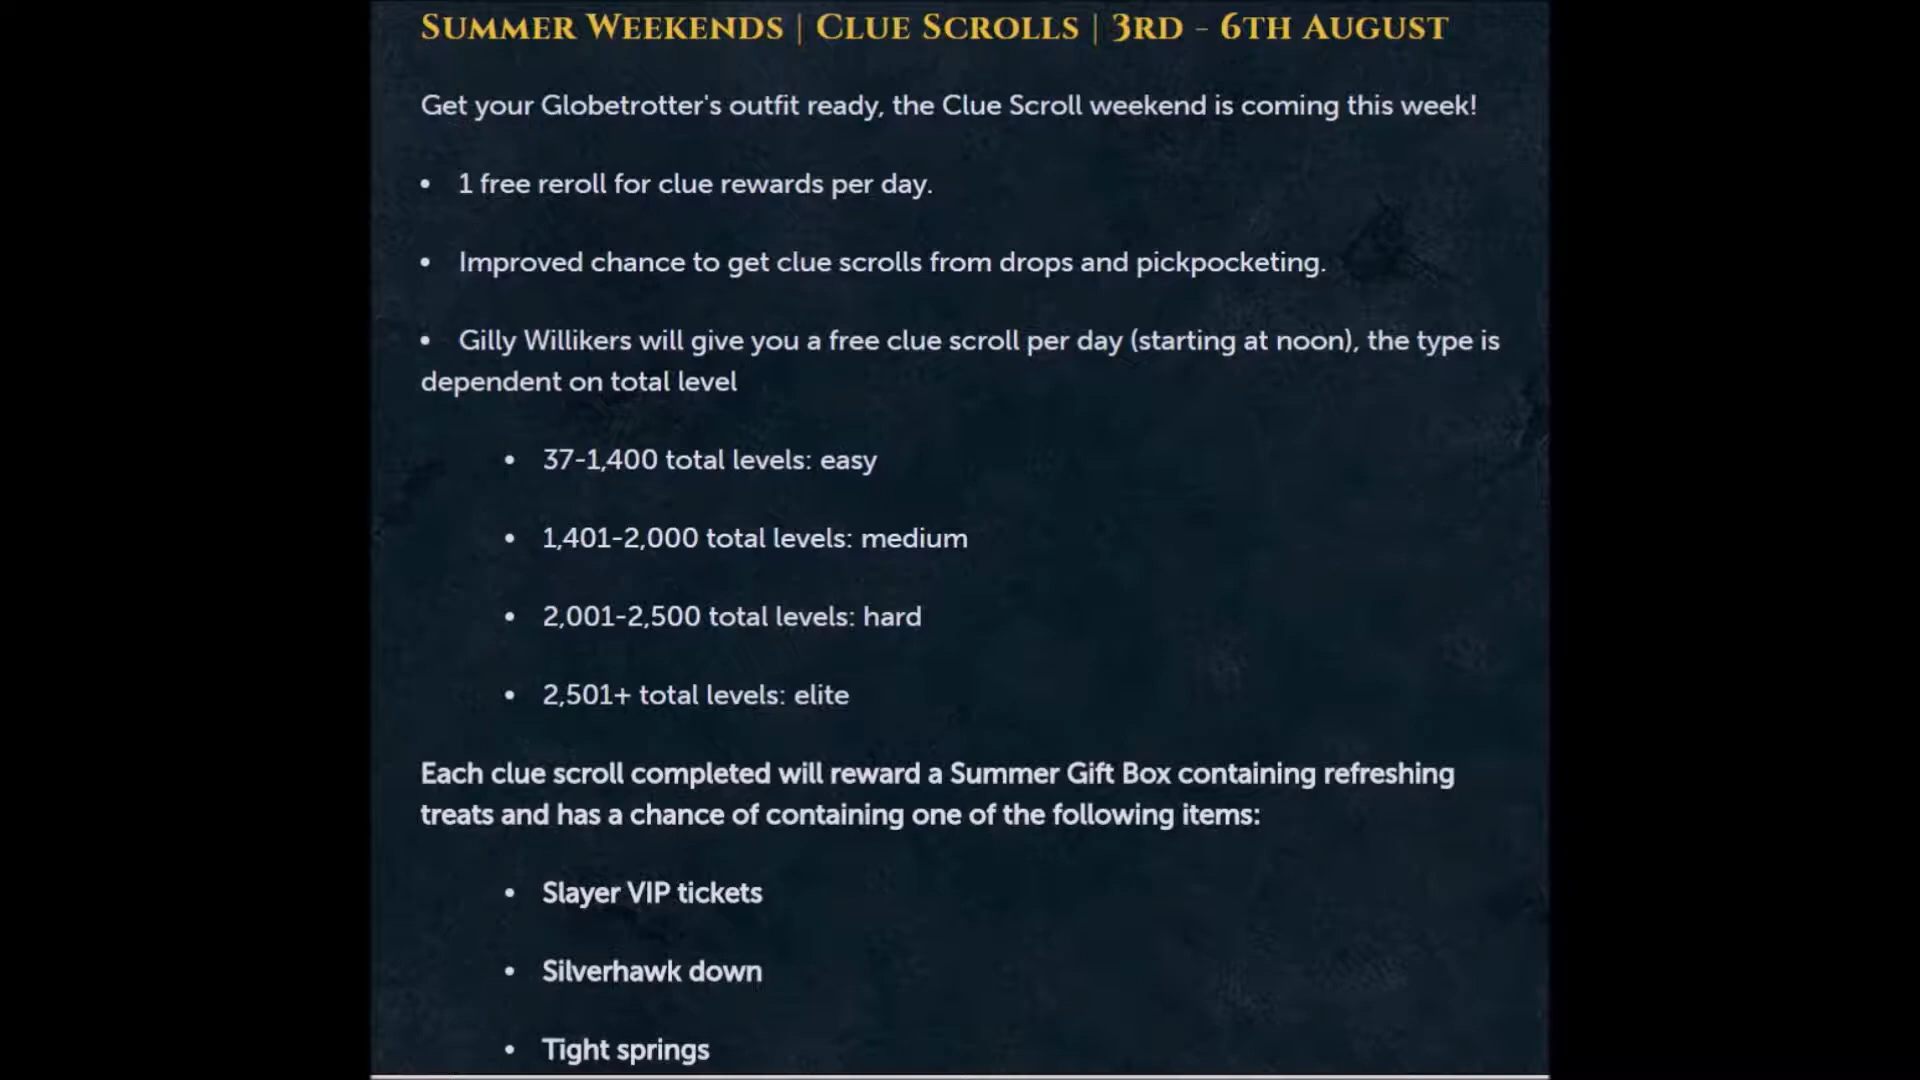 SUMMER WEEKENDS | CLUE SCROLLS | 3RD - 6TH AUGUST
Get your Globetrotter's outfit ready, the Clue Scroll weekend is coming this week!
• 1 free reroll for clue rewards per day.
• Improved chance to get clue scrolls from drops and pickpocketing.
• Gilly Willikers will give you a free clue scroll per day (starting at noon), the type is
dependent on total level
• 37-1,400 total levels: easy
• 1,401-2,000 total levels: medium
• 2,001-2,500 total levels: hard
• 2,501+ total levels: elite
Each clue scroll completed will reward a Summer Gift Box containing refreshing
treats and has a chance of containing one of the following items:
• Slayer VIP tickets
• Silverhawk down
• Tight springs